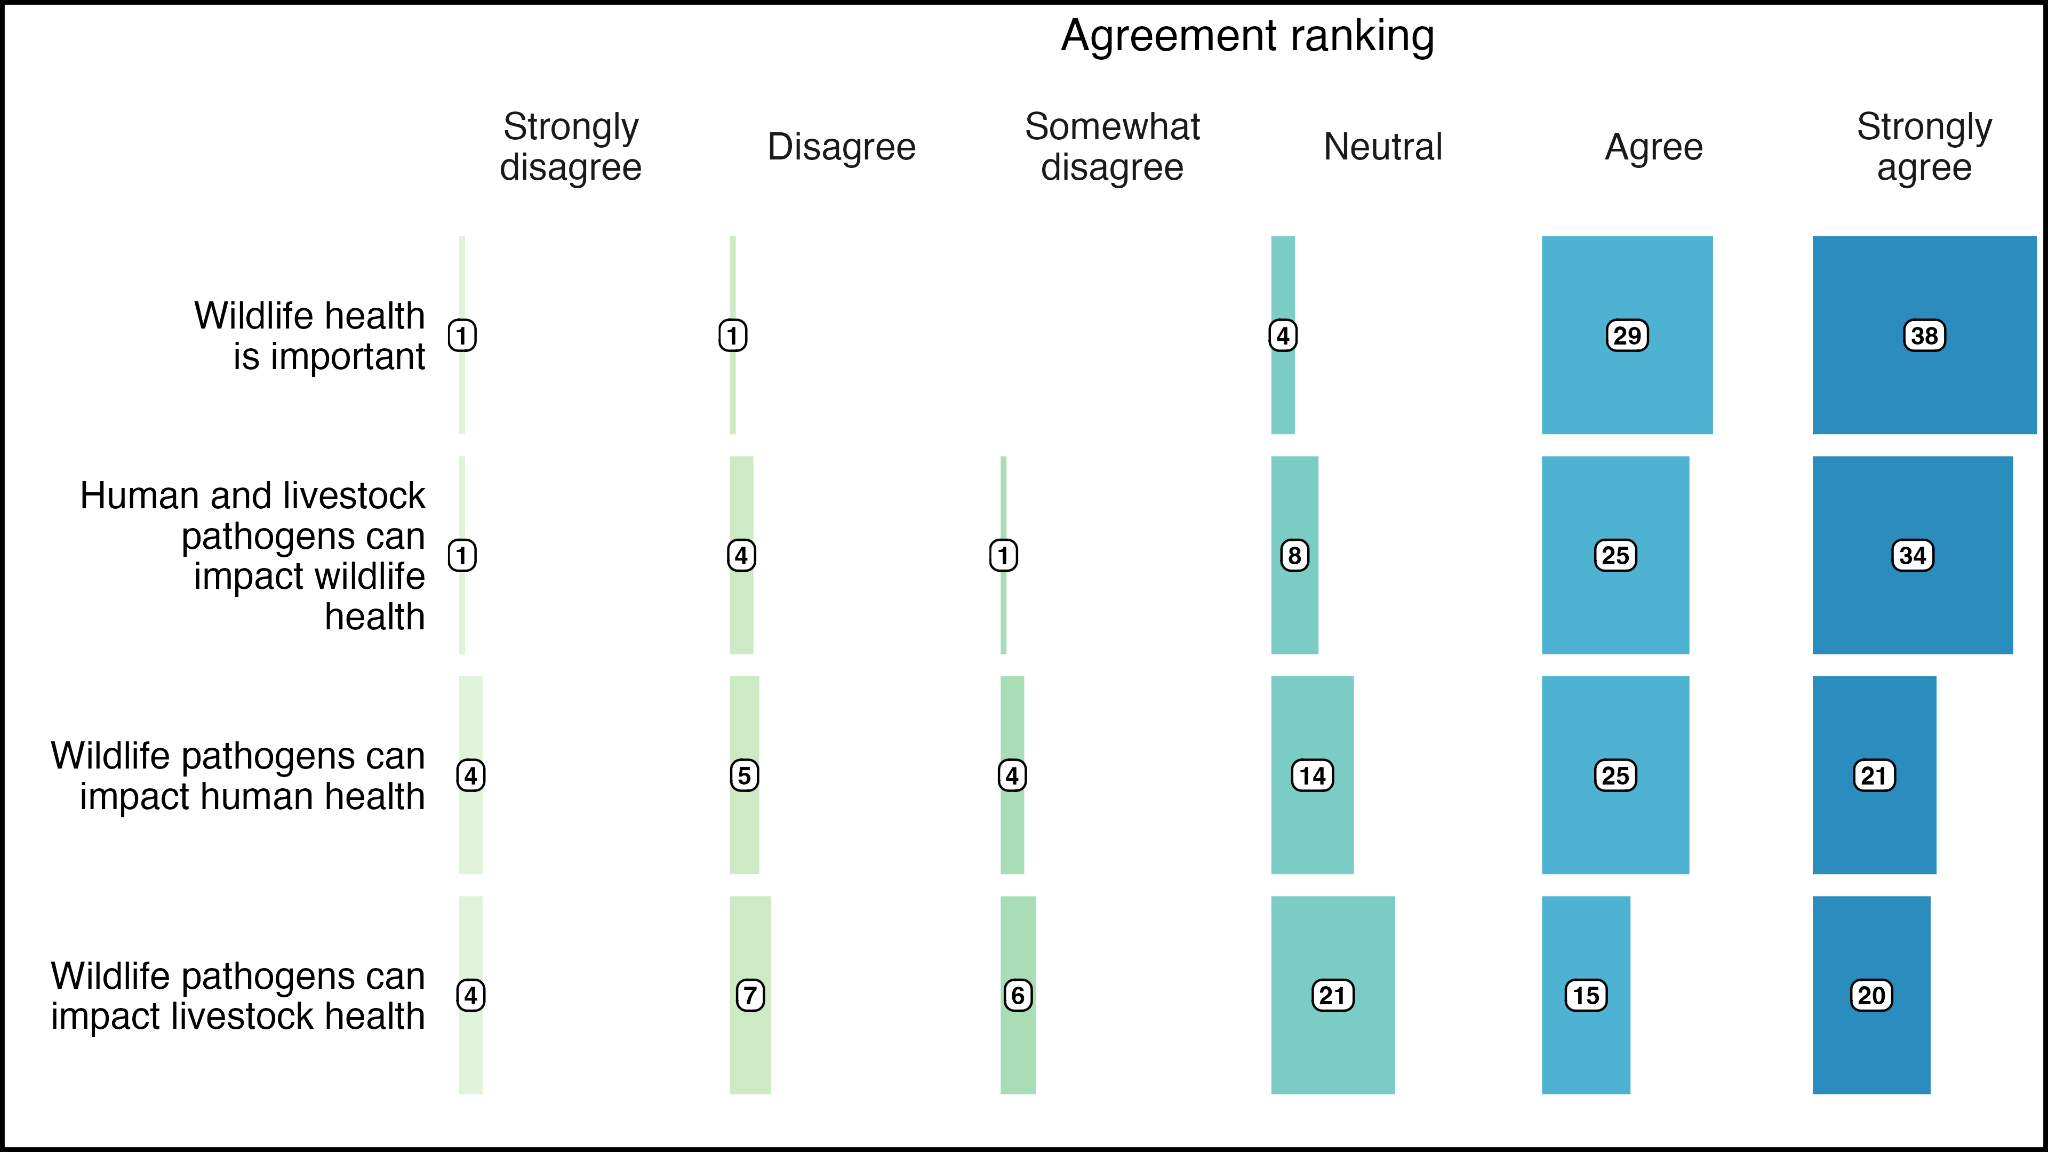 Agreement ranking
Strongly
disagree
Disagree
Somewhat
disagree
Neutral
Agree
Strongly
agree
Wildlife health
is important
1
1
4
29
38
Human and livestock
pathogens can
impact wildlife
health
1
4
1
8
25
34
Wildlife pathogens can
impact human health
4
5
4
14
25
21
Wildlife pathogens can
impact livestock health
4
7
6
21
15
20